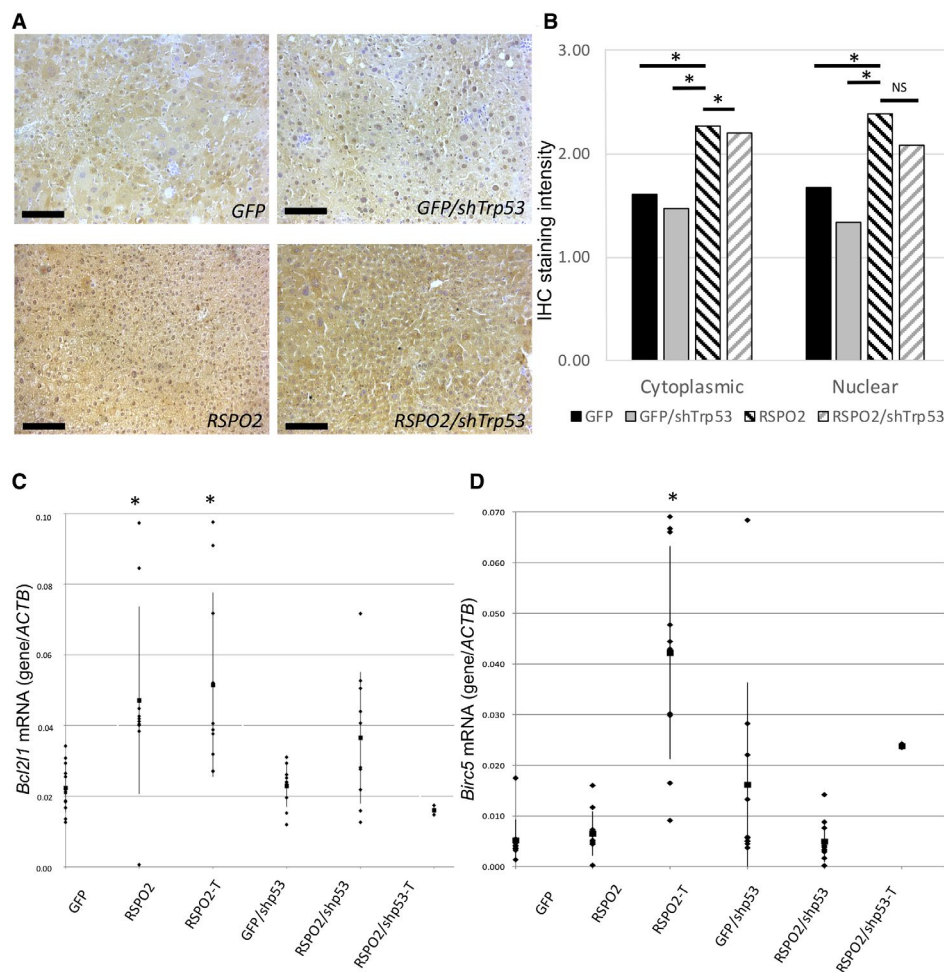 A
GFP
GFP/shTrp53
RSPO2
RSPO2/shTrp53
B
IHC staining intensity
3.00
2.00
1.00
0.00
*
*
*
*
*
NS
Cytoplasmic
Nuclear
GFP GFP/shTrp53 RSPO2 RSPO2/shTrp53
C
Bcl2l1 mRNA (gene/ACTB)
* *
0.10
0.08
0.06
0.04
0.02
0.00
GFP
RSPO2
RSPO2-T
GFP/shp53
RSPO2/shp53
RSPO2/shp53-T
D
Birc5 mRNA (gene/ACTB)
*
0.070
0.060
0.050
0.040
0.030
0.020
0.010
0.000
GFP
RSPO2
RSPO2-T
GFP/shp53
RSPO2/shp53
RSPO2/shp53-T